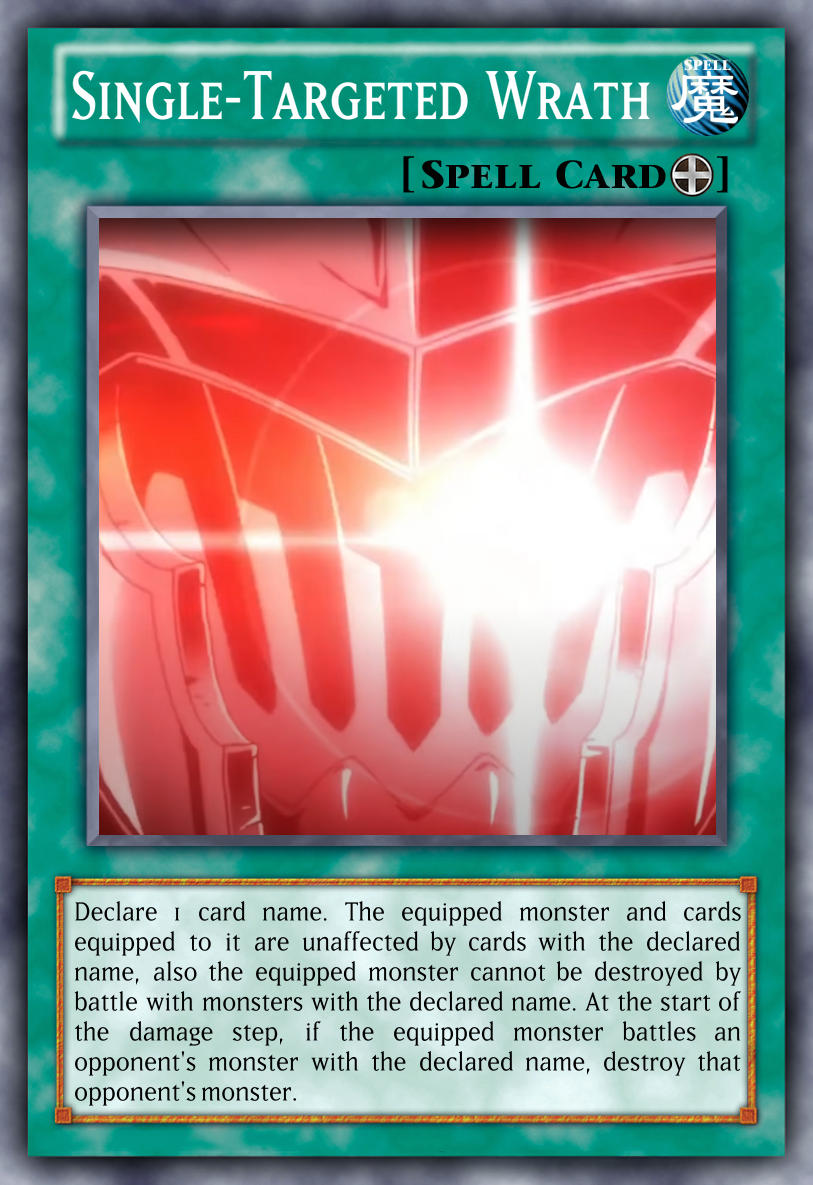 Single-Targeted Wrath
SPELL
魔
[Spell Card]
Declare 1 card name. The equipped monster and cards
equipped to it are unaffected by cards with the declared
name, also the equipped monster cannot be destroyed by
battle with monsters with the declared name. At the start of
the damage step, if the equipped monster battles an
opponent's monster with the declared name, destroy that
opponent's monster.